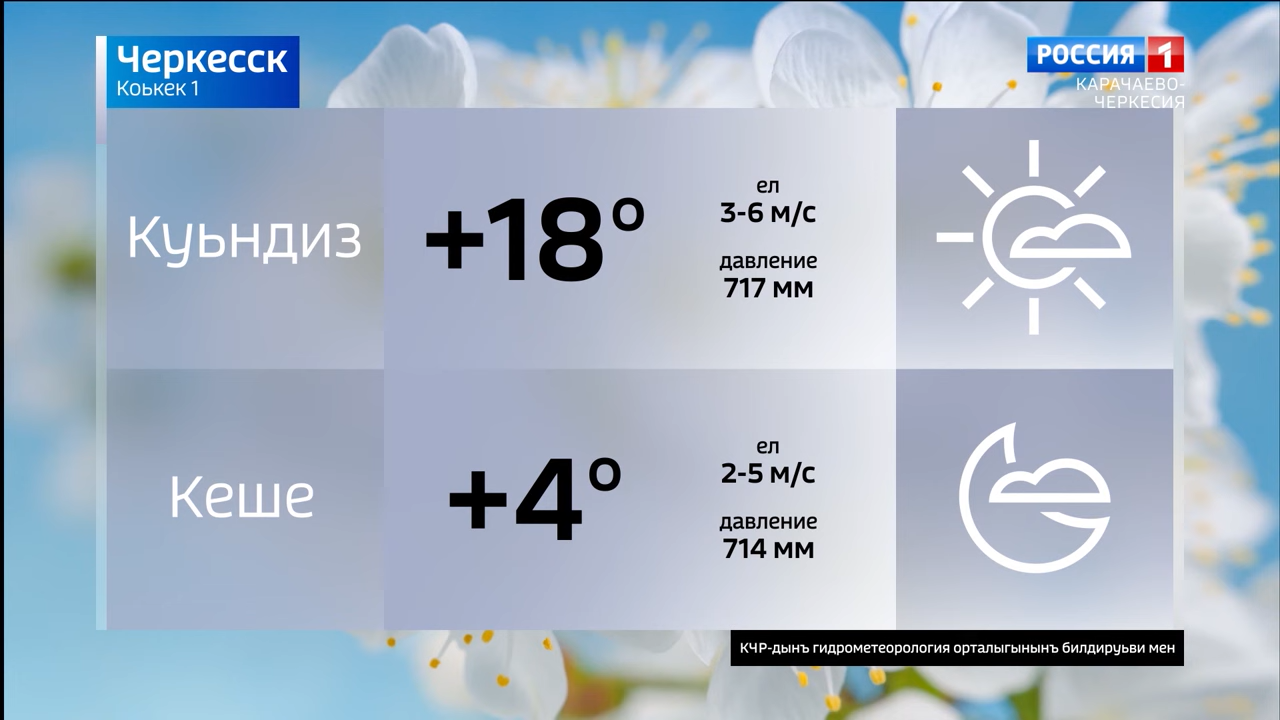 Черкесск
Коькек 1
РОССИЯ 1
КАРАЧАЕВО-
ЧЕРКЕСИЯ
Куьндиз
+18°
ел
3-6 м/с
давление
717 мм
Кеше
+4°
ел
2-5 м/с
давление
714 мм
КЧР-дынъ гидрометеорология орталыгынынъ билдируьви мен